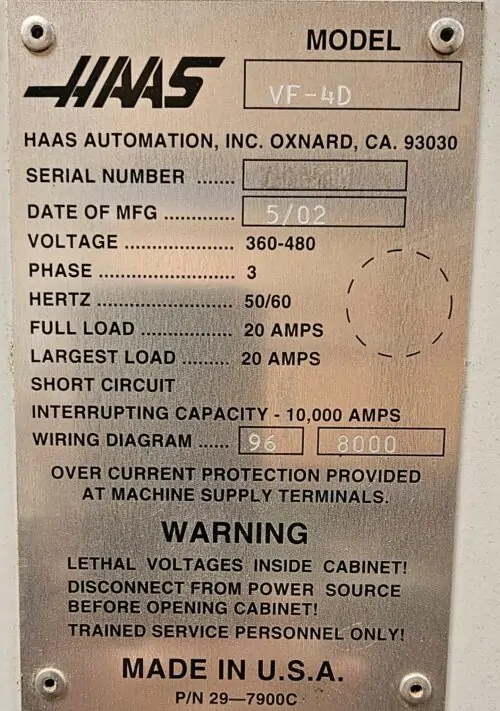 MODEL
HAAS
VF-4D
HAAS AUTOMATION, INC. OXNARD, CA. 93030
SERIAL NUMBER .......
DATE OF MFG ............. 5/02
VOLTAGE .................... 360-480
PHASE ......................... 3
HERTZ ......................... 50/60
FULL LOAD ................. 20 AMPS
LARGEST LOAD ......... 20 AMPS
SHORT CIRCUIT
INTERRUPTING CAPACITY - 10,000 AMPS
WIRING DIAGRAM ...... 96 8000
OVER CURRENT PROTECTION PROVIDED
AT MACHINE SUPPLY TERMINALS.
WARNING
LETHAL VOLTAGES INSIDE CABINET!
DISCONNECT FROM POWER SOURCE
BEFORE OPENING CABINET!
TRAINED SERVICE PERSONNEL ONLY!
MADE IN U.S.A.
P/N 29—7900C